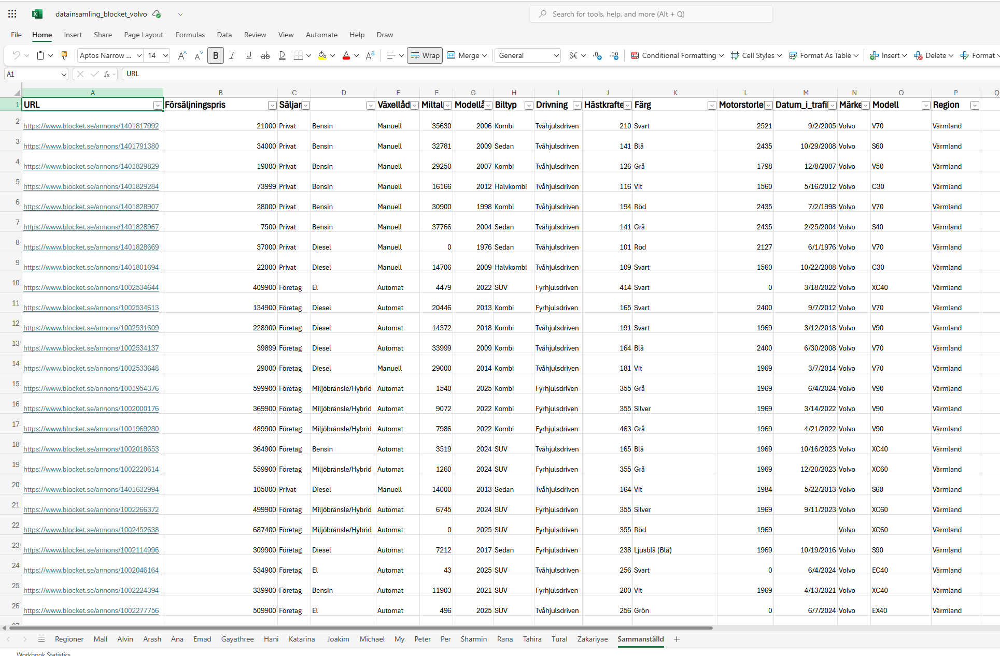 datainsamling_blocket_volvo
Search for tools, help, and more (Alt + Q)
File Home Insert Share Page Layout Formulas Data Review View Automate Help Draw
Aptos Narrow ... 14 B I U ab D A Wrap Merge General $€ Conditional Formatting Cell Styles Format As Table Insert Delete Format
A1 fx URL
A B C D E F G H I J K L M N O P Q
1 URL Försäljningspris Säljar Växellåd Miltal Modellå Biltyp Drivning Hästkrafte Färg Motorstorle Datum_i_trafi Märke Modell Region
2 https://www.blocket.se/annons/1401817992 21000 Privat Bensin Manuell 35630 2006 Kombi Tvåhjulsdriven 210 Svart 2521 9/2/2005 Volvo V70 Värmland
3 https://www.blocket.se/annons/1401791380 34000 Privat Bensin Manuell 32781 2009 Sedan Tvåhjulsdriven 141 Blå 2435 10/29/2008 Volvo S60 Värmland
4 https://www.blocket.se/annons/1401829829 19000 Privat Bensin Manuell 29250 2007 Kombi Tvåhjulsdriven 126 Grå 1798 12/8/2007 Volvo V50 Värmland
5 https://www.blocket.se/annons/1401829284 73999 Privat Bensin Manuell 16166 2012 Halvkombi Tvåhjulsdriven 116 Vit 1560 5/16/2012 Volvo C30 Värmland
6 https://www.blocket.se/annons/1401828907 28000 Privat Bensin Manuell 30900 1998 Kombi Tvåhjulsdriven 194 Röd 2435 7/2/1998 Volvo V70 Värmland
7 https://www.blocket.se/annons/1401828967 7500 Privat Bensin Manuell 37766 2004 Sedan Tvåhjulsdriven 141 Grå 2435 2/25/2004 Volvo S40 Värmland
8 https://www.blocket.se/annons/1401828669 37000 Privat Diesel Manuell 0 1976 Sedan Tvåhjulsdriven 101 Röd 2127 6/1/1976 Volvo V70 Värmland
9 https://www.blocket.se/annons/1401801694 22000 Privat Diesel Manuell 14706 2009 Halvkombi Tvåhjulsdriven 109 Svart 1560 10/22/2008 Volvo C30 Värmland
10 https://www.blocket.se/annons/1002534644 409900 Företag El Automat 4479 2022 SUV Fyrhjulsdriven 414 Svart 0 3/18/2022 Volvo XC40 Värmland
11 https://www.blocket.se/annons/1002534613 134900 Företag Diesel Automat 20446 2013 Kombi Fyrhjulsdriven 165 Svart 2400 9/7/2012 Volvo V70 Värmland
12 https://www.blocket.se/annons/1002531609 228900 Företag Diesel Automat 14372 2018 Kombi Tvåhjulsdriven 191 Svart 1969 3/12/2018 Volvo V90 Värmland
13 https://www.blocket.se/annons/1002534137 39899 Företag Diesel Automat 33999 2009 Kombi Tvåhjulsdriven 164 Blå 2400 6/30/2008 Volvo V70 Värmland
14 https://www.blocket.se/annons/1002533648 29000 Företag Diesel Manuell 29000 2014 Kombi Tvåhjulsdriven 181 Vit 1969 3/7/2014 Volvo V70 Värmland
15 https://www.blocket.se/annons/1001954376 599900 Företag Miljöbränsle/Hybrid Automat 1540 2025 Kombi Fyrhjulsdriven 355 Grå 1969 6/4/2024 Volvo V90 Värmland
16 https://www.blocket.se/annons/1002000176 369900 Företag Miljöbränsle/Hybrid Automat 9072 2022 Kombi Fyrhjulsdriven 355 Silver 1969 3/14/2022 Volvo V90 Värmland
17 https://www.blocket.se/annons/1001969280 489900 Företag Miljöbränsle/Hybrid Automat 7986 2022 Kombi Fyrhjulsdriven 463 Grå 1969 4/21/2022 Volvo V90 Värmland
18 https://www.blocket.se/annons/1002018653 364900 Företag Bensin Automat 3519 2024 SUV Tvåhjulsdriven 165 Blå 1969 10/16/2023 Volvo XC40 Värmland
19 https://www.blocket.se/annons/1002220614 559900 Företag Miljöbränsle/Hybrid Automat 1260 2024 SUV Fyrhjulsdriven 355 Grå 1969 12/20/2023 Volvo XC60 Värmland
20 https://www.blocket.se/annons/1401632994 105000 Privat Diesel Manuell 14000 2013 Sedan Tvåhjulsdriven 164 Vit 1984 5/22/2013 Volvo S60 Värmland
21 https://www.blocket.se/annons/1002266372 499900 Företag Miljöbränsle/Hybrid Automat 6745 2024 SUV Fyrhjulsdriven 355 Silver 1969 9/11/2023 Volvo XC60 Värmland
22 https://www.blocket.se/annons/1002452638 687400 Företag Miljöbränsle/Hybrid Automat 0 2025 SUV Fyrhjulsdriven 355 Röd 1969 Volvo XC60 Värmland
23 https://www.blocket.se/annons/1002114996 309900 Företag Diesel Automat 7212 2017 Sedan Fyrhjulsdriven 238 Ljusblå (Blå) 1969 10/19/2016 Volvo S90 Värmland
24 https://www.blocket.se/annons/1002046164 534900 Företag El Automat 43 2025 SUV Tvåhjulsdriven 256 Svart 0 6/4/2024 Volvo EC40 Värmland
25 https://www.blocket.se/annons/1002224394 339900 Företag Bensin Automat 11903 2021 SUV Fyrhjulsdriven 200 Vit 1969 4/13/2021 Volvo XC40 Värmland
26 https://www.blocket.se/annons/1002277756 509900 Företag El Automat 496 2025 SUV Tvåhjulsdriven 256 Grön 0 6/7/2024 Volvo EX40 Värmland
27
Regioner Mall Alvin Arash Ana Emad Gayathree Hani Katarina Joakim Michael My Peter Per Sharmin Rana Tahira Tural Zakariyae Sammanställd
Workbook Statistics